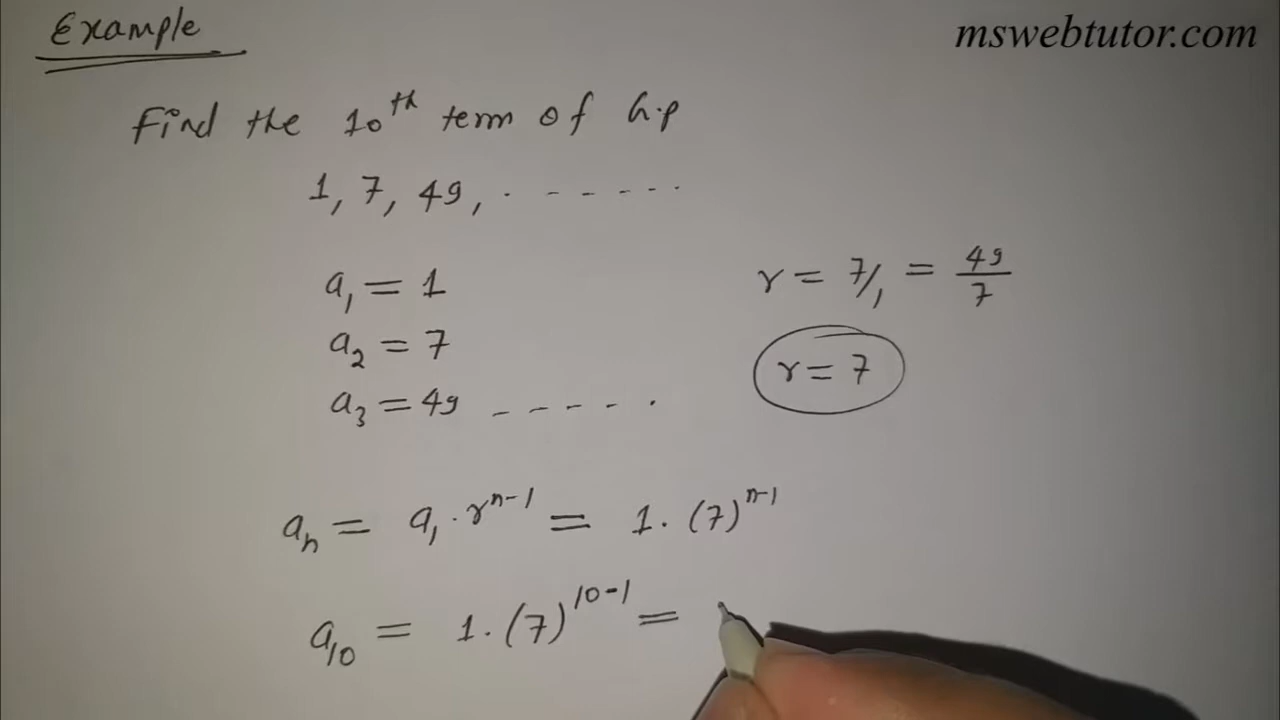 Example
mswebtutor.com
Find the 10th term of G.P
1, 7, 49, . - - - - - .
a₁ = 1
r = 7/1 = 49/7
a₂ = 7
r = 7
a₃ = 49 - - - - - .
aₙ = a₁ · rⁿ⁻¹ = 1 · (7)ⁿ⁻¹
a₁₀ = 1 · (7)¹⁰⁻¹ =